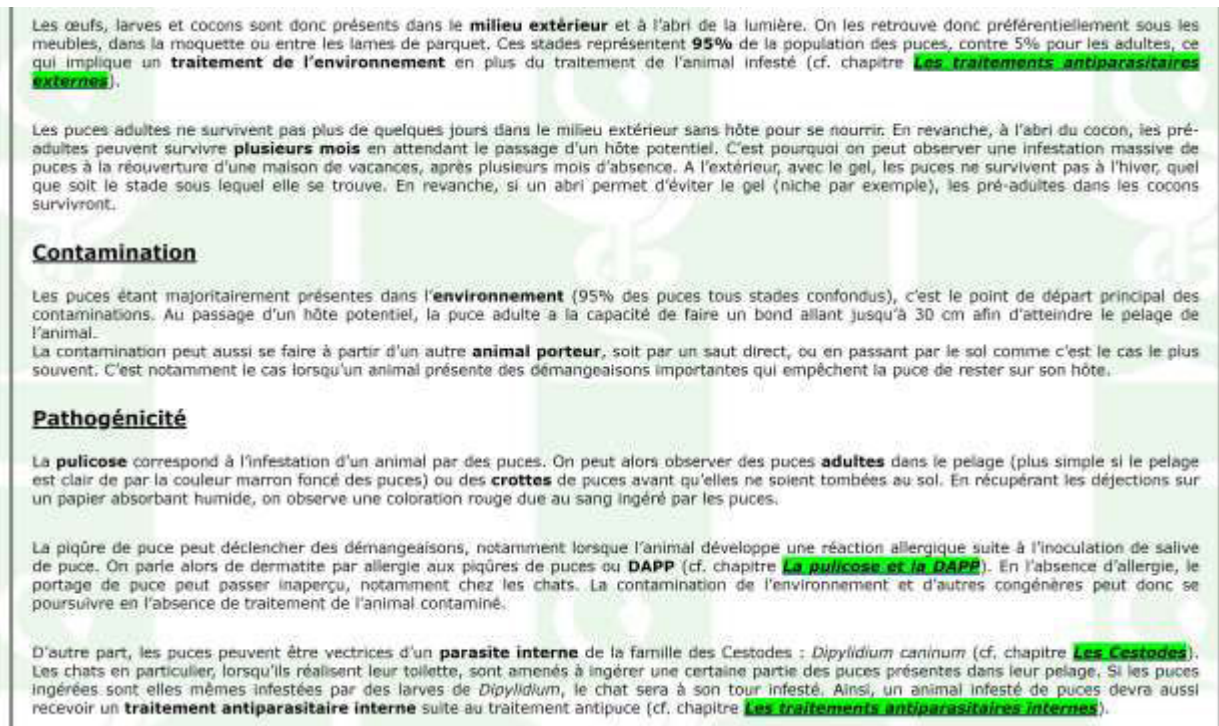 Les œufs, larves et cocons sont donc présents dans le milieu extérieur et à l'abri de la lumière. On les retrouve donc préférentiellement sous les
meubles, dans la moquette ou entre les lames de parquet. Ces stades représentent 95% de la population des puces, contre 5% pour les adultes, ce
qui implique un traitement de l'environnement en plus du traitement de l'animal infesté (cf. chapitre Les traitements antiparasitaires
externes).
Les puces adultes ne survivent pas plus de quelques jours dans le milieu extérieur sans hôte pour se nourrir. En revanche, à l'abri du cocon, les pré-
adultes peuvent survivre plusieurs mois en attendant le passage d'un hôte potentiel. C'est pourquoi on peut observer une infestation massive de
puces à la réouverture d'une maison de vacances, après plusieurs mois d'absence. A l'extérieur, avec le gel, les puces ne survivent pas à l'hiver, quel
que soit le stade sous lequel elle se trouve. En revanche, si un abri permet d'éviter le gel (niche par exemple), les pré-adultes dans les cocons
survivront.
Contamination
Les puces étant majoritairement présentes dans l'environnement (95% des puces tous stades confondus), c'est le point de départ principal des
contaminations. Au passage d'un hôte potentiel, la puce adulte a la capacité de faire un bond allant jusqu'à 30 cm afin d'atteindre le pelage de
l'animal.
La contamination peut aussi se faire à partir d'un autre animal porteur, soit par un saut direct, ou en passant par le sol comme c'est le cas le plus
souvent. C'est notamment le cas lorsqu'un animal présente des démangeaisons importantes qui empêchent la puce de rester sur son hôte.
Pathogénicité
La pulicose correspond à l'infestation d'un animal par des puces. On peut alors observer des puces adultes dans le pelage (plus simple si le pelage
est clair de par la couleur marron foncé des puces) ou des crottes de puces avant qu'elles ne soient tombées au sol. En récupérant les déjections sur
un papier absorbant humide, on observe une coloration rouge due au sang ingéré par les puces.
La piqûre de puce peut déclencher des démangeaisons, notamment lorsque l'animal développe une réaction allergique suite à l'inoculation de salive
de puce. On parle alors de dermatite par allergie aux piqûres de puces ou DAPP (cf. chapitre La pulicose et la DAPP). En l'absence d'allergie, le
portage de puce peut passer inaperçu, notamment chez les chats. La contamination de l'environnement et d'autres congénères peut donc se
poursuivre en l'absence de traitement de l'animal contaminé.
D'autre part, les puces peuvent être vectrices d'un parasite interne de la famille des Cestodes : Dipylidium caninum (cf. chapitre Les Cestodes).
Les chats en particulier, lorsqu'ils réalisent leur toilette, sont amenés à ingérer une certaine partie des puces présentes dans leur pelage. Si les puces
ingérées sont elles mêmes infestées par des larves de Dipylidium, le chat sera à son tour infesté. Ainsi, un animal infesté de puces devra aussi
recevoir un traitement antiparasitaire interne suite au traitement antipuce (cf. chapitre Les traitements antiparasitaires internes).